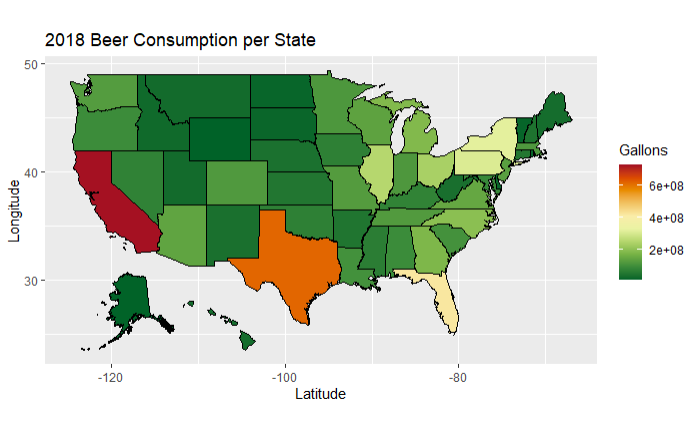 2018 Beer Consumption per State
50
40
30
Longitude
-120
-100
-80
Latitude
Gallons
6e+08
4e+08
2e+08